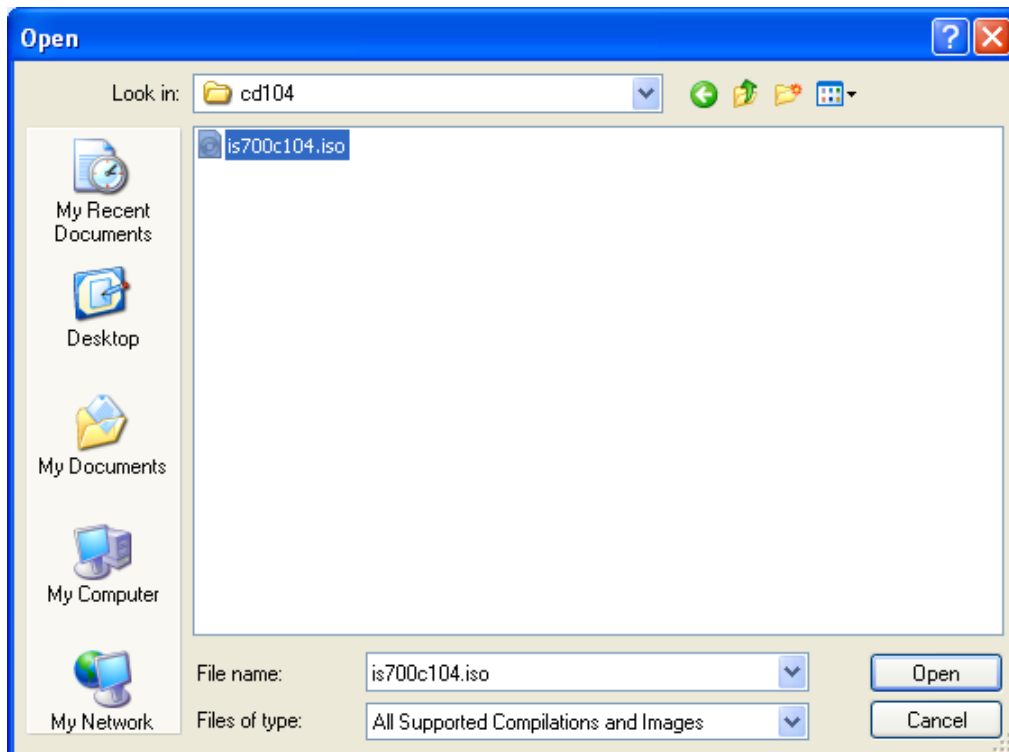 Open
Look in:
cd104
is700c104.iso
My Recent
Documents
Desktop
My Documents
My Computer
My Network
File name:
is700c104.iso
Open
Files of type:
All Supported Compilations and Images
Cancel